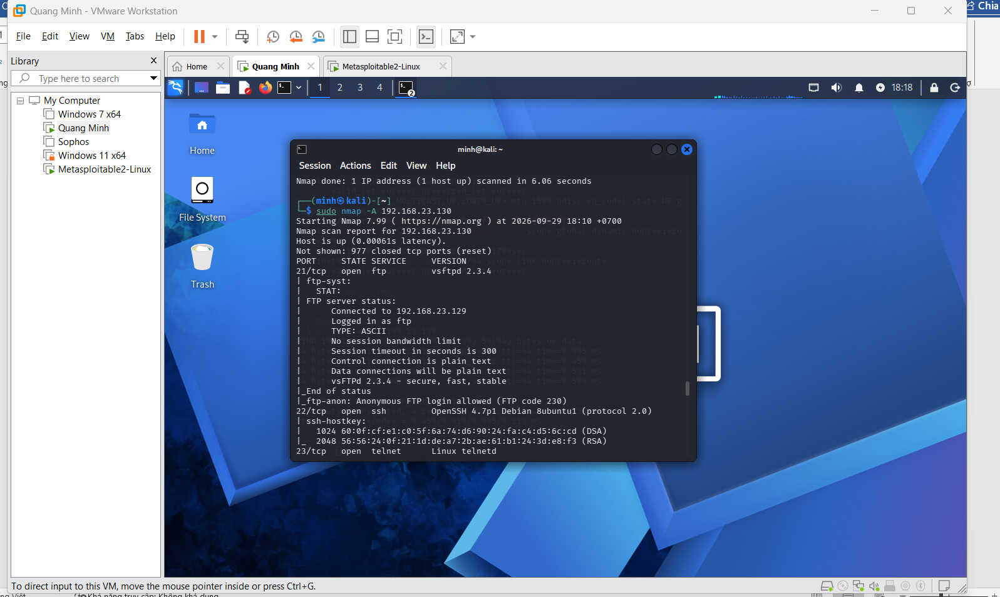 Quang Minh - VMware Workstation
Chia
File Edit View VM Tabs Help
Library
Type here to search
My Computer
Windows 7 x64
Quang Minh
Sophos
Windows 11 x64
Metasploitable2-Linux
Home
Quang Minh
Metasploitable2-Linux
1 2 3 4
2
18:18
Home
File System
Trash
minh@kali: ~
Session Actions Edit View Help
Nmap done: 1 IP address (1 host up) scanned in 6.06 seconds
┌──(minh㉿kali)-[~]
└─$ sudo nmap -A 192.168.23.130
Starting Nmap 7.99 ( https://nmap.org ) at 2026-09-29 18:10 +0700
Nmap scan report for 192.168.23.130
Host is up (0.00061s latency).
Not shown: 977 closed tcp ports (reset)
PORT     STATE SERVICE     VERSION
21/tcp   open  ftp         vsftpd 2.3.4
| ftp-syst:
|   STAT:
| FTP server status:
|      Connected to 192.168.23.129
|      Logged in as ftp
|      TYPE: ASCII
|      No session bandwidth limit
|      Session timeout in seconds is 300
|      Control connection is plain text
|      Data connections will be plain text
|      vsFTPd 2.3.4 - secure, fast, stable
|_End of status
|_ftp-anon: Anonymous FTP login allowed (FTP code 230)
22/tcp   open  ssh         OpenSSH 4.7p1 Debian 8ubuntu1 (protocol 2.0)
| ssh-hostkey:
|   1024 60:0f:cf:e1:c0:5f:6a:74:d6:90:24:fa:c4:d5:6c:cd (DSA)
|_  2048 56:56:24:0f:21:1d:de:a7:2b:ae:61:b1:24:3d:e8:f3 (RSA)
23/tcp   open  telnet      Linux telnetd
To direct input to this VM, move the mouse pointer inside or press Ctrl+G.